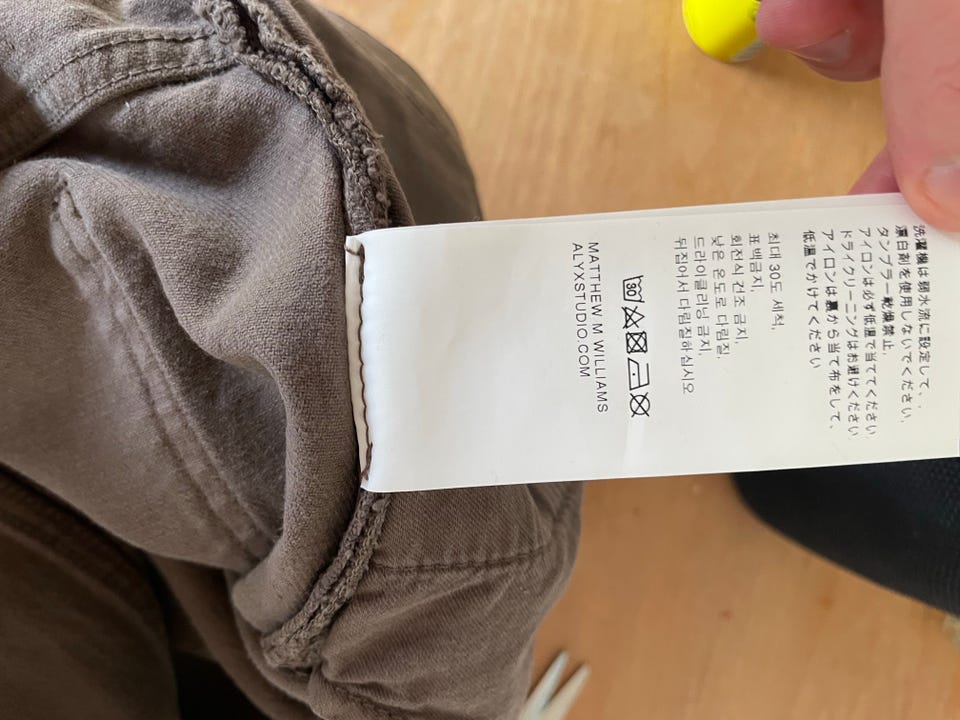 洗濯機は弱水流に設定して、,
漂白剤を使用しないでください,
タンブラー乾燥禁止,
アイロンは必ず低温で当ててください
ドライクリーニングはお避けください
アイロンは裏から当て布をして、
低温でかけてください
최대 30도 세척,
표백금지,
회전식 건조 금지,
낮은 온도로 다림질,
드라이클리닝 금지,
뒤집어서 다림질하십시오
30
MATTHEW M WILLIAMS
ALYXSTUDIO.COM